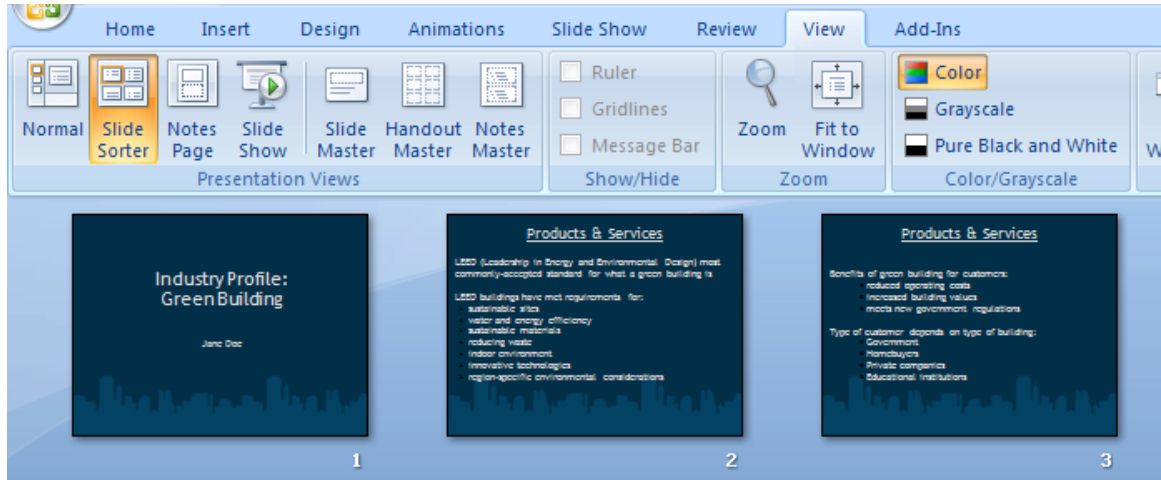 Home Insert Design Animations Slide Show Review View Add-Ins
Normal Slide Sorter Notes Page Slide Show Slide Master Handout Master Notes Master
Presentation Views
Ruler
Gridlines
Message Bar
Show/Hide
Zoom Fit to Window
Zoom
Color
Grayscale
Pure Black and White
Color/Grayscale
W
Industry Profile:
Green Building
Jane Doe
1
Products & Services
LEED (Leadership in Energy and Environmental Design) most
commonly-accepted standard for what a green building is
LEED buildings have met requirements for:
sustainable sites
water and energy efficiency
sustainable materials
reducing waste
indoor environment
innovative technologies
region-specific environmental considerations
2
Products & Services
Benefits of green building for customers:
reduced operating costs
increased building values
meets new government regulations
Type of customer depends on type of building:
Government
Homebuyers
Private companies
Educational institutions
3